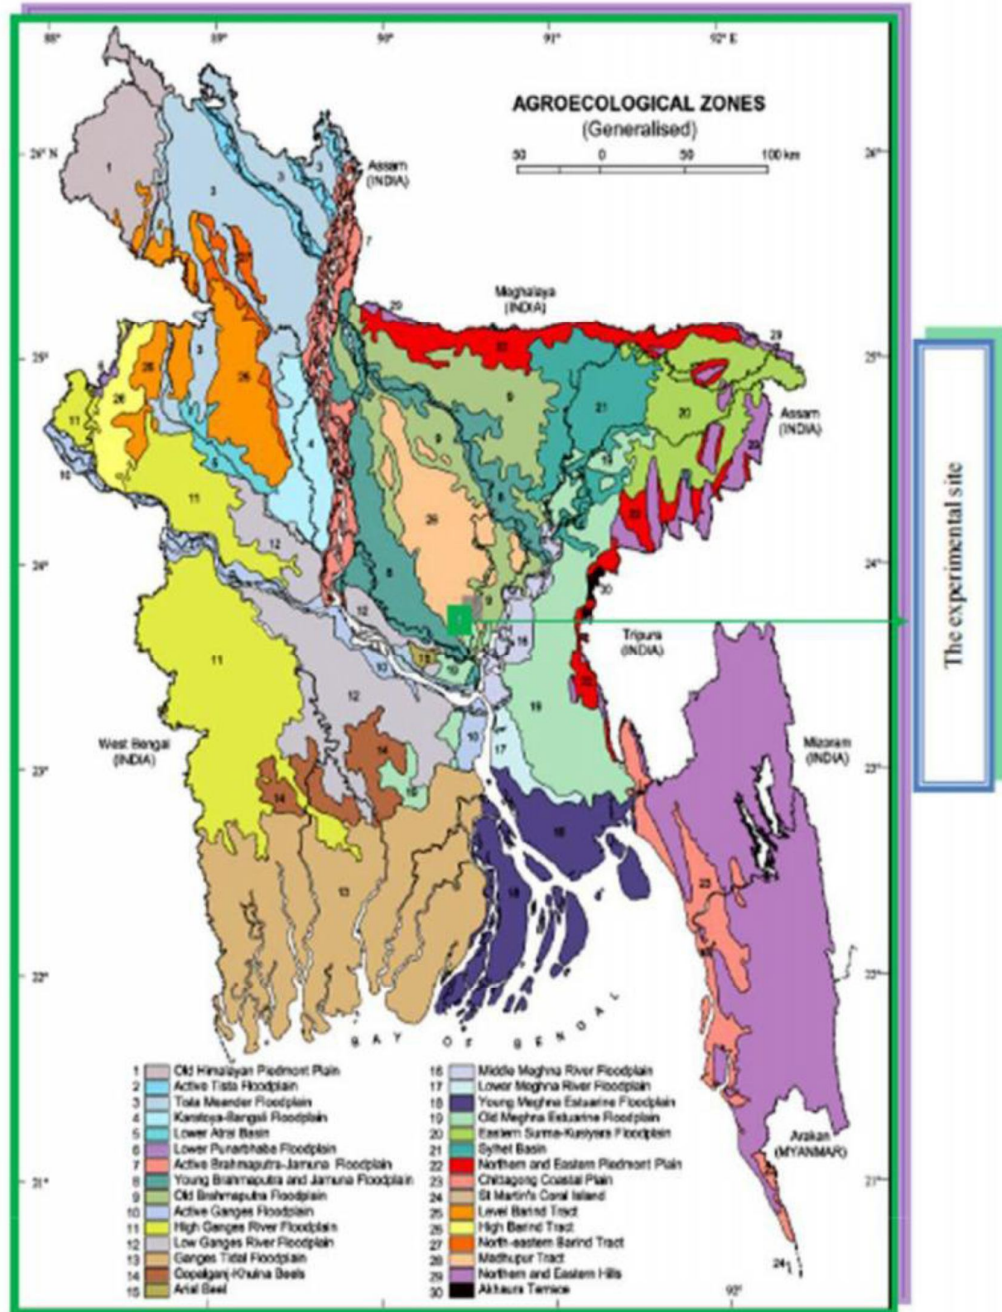 88° 89° 90° 91° 92° E
AGROECOLOGICAL ZONES
(Generalised)
50 0 50 100 km
26° N
26°
Assam
(INDIA)
Meghalaya
(INDIA)
25°
25°
Assam
(INDIA)
24°
24°
Tripura
(INDIA)
The experimental site
West Bengal
(INDIA)
Mizoram
(INDIA)
23°
23°
22°
22°
BAY OF BENGAL
Arakan
(MYANMAR)
21°
21°
92°
1 Old Himalayan Piedmont Plain
2 Active Tista Floodplain
3 Tista Meander Floodplain
4 Karatoya-Bangali Floodplain
5 Lower Atrai Basin
6 Lower Punarbhaba Floodplain
7 Active Brahmaputra-Jamuna Floodplain
8 Young Brahmaputra and Jamuna Floodplain
9 Old Brahmaputra Floodplain
10 Active Ganges Floodplain
11 High Ganges River Floodplain
12 Low Ganges River Floodplain
13 Ganges Tidal Floodplain
14 Gopalganj-Khulna Beels
15 Arial Beel
16 Middle Meghna River Floodplain
17 Lower Meghna River Floodplain
18 Young Meghna Estuarine Floodplain
19 Old Meghna Estuarine Floodplain
20 Eastern Surma-Kusiyara Floodplain
21 Sylhet Basin
22 Northern and Eastern Piedmont Plain
23 Chittagong Coastal Plain
24 St Martin's Coral Island
25 Level Barind Tract
26 High Barind Tract
27 North-eastern Barind Tract
28 Madhupur Tract
29 Northern and Eastern Hills
30 Akhaura Terrace